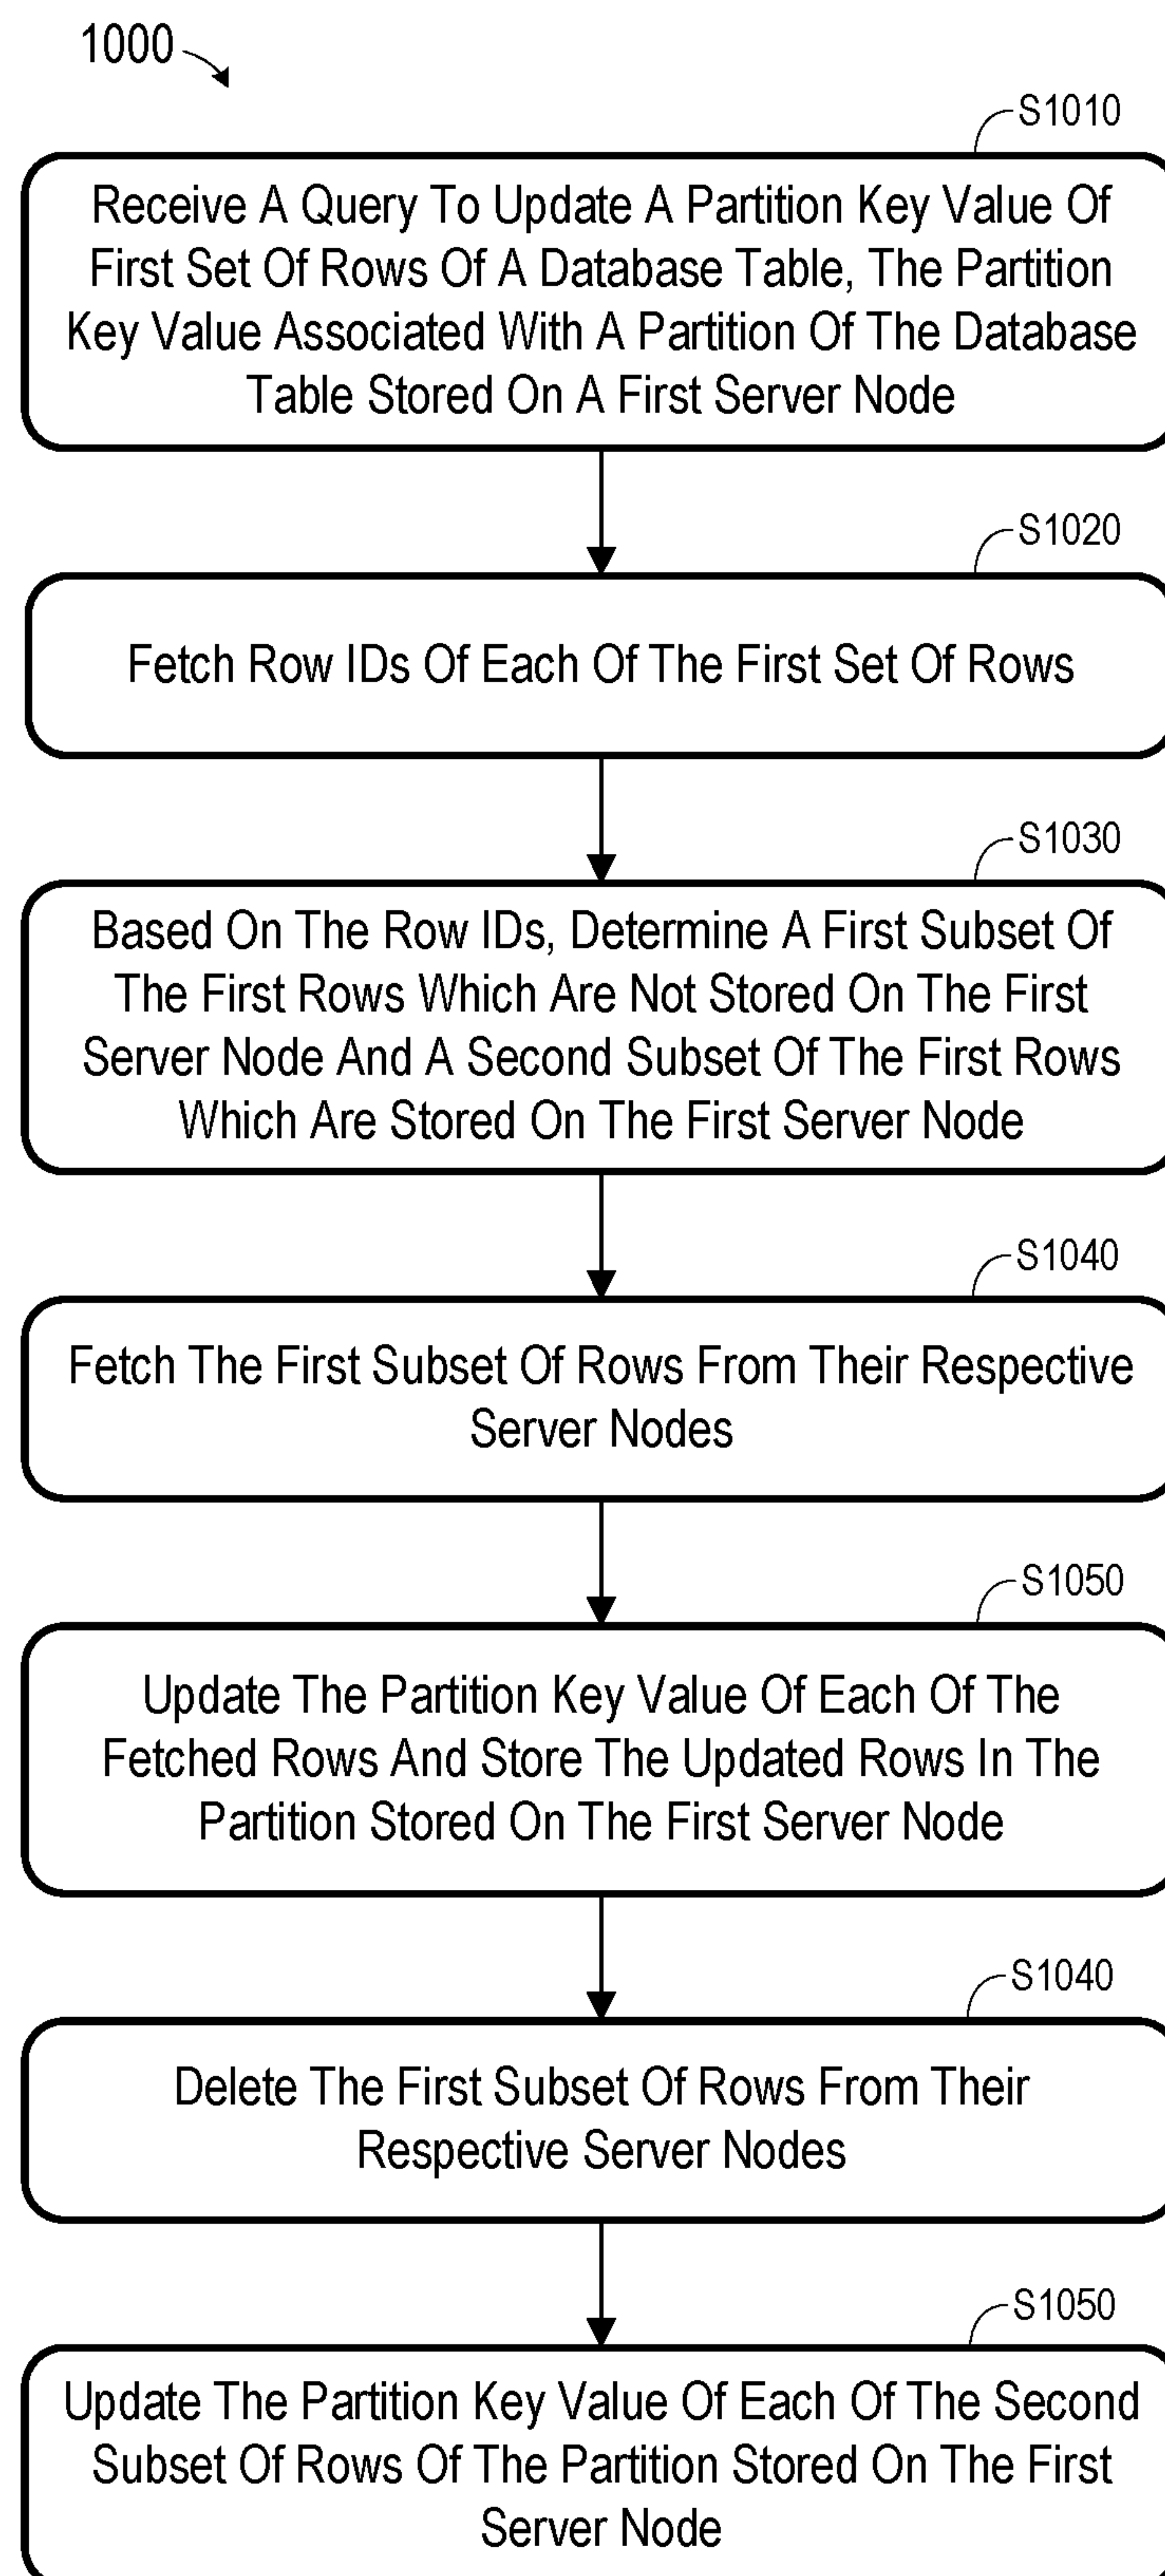 1000
S1010
Receive A Query To Update A Partition Key Value Of
First Set Of Rows Of A Database Table, The Partition
Key Value Associated With A Partition Of The Database
Table Stored On A First Server Node
S1020
Fetch Row IDs Of Each Of The First Set Of Rows
S1030
Based On The Row IDs, Determine A First Subset Of
The First Rows Which Are Not Stored On The First
Server Node And A Second Subset Of The First Rows
Which Are Stored On The First Server Node
S1040
Fetch The First Subset Of Rows From Their Respective
Server Nodes
S1050
Update The Partition Key Value Of Each Of The
Fetched Rows And Store The Updated Rows In The
Partition Stored On The First Server Node
S1040
Delete The First Subset Of Rows From Their
Respective Server Nodes
S1050
Update The Partition Key Value Of Each Of The Second
Subset Of Rows Of The Partition Stored On The First
Server Node